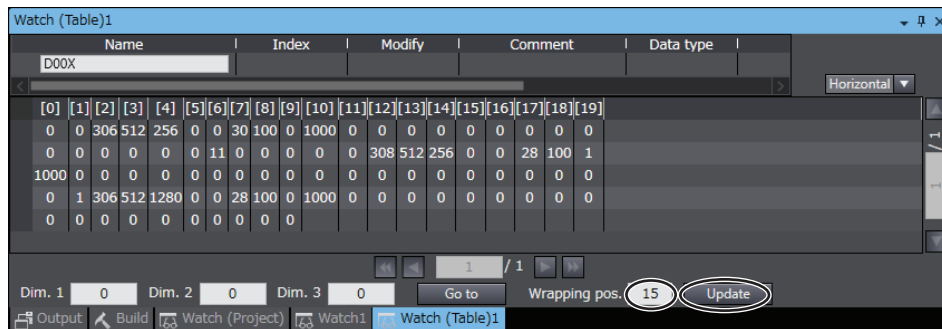 Watch (Table)1
Name Index Modify Comment Data type
D00X
Horizontal
[0] [1] [2] [3] [4] [5] [6] [7] [8] [9] [10] [11] [12] [13] [14] [15] [16] [17] [18] [19]
0 0 306 512 256 0 0 30 100 0 1000 0 0 0 0 0 0 0 0 0
0 0 0 0 0 0 11 0 0 0 0 0 308 512 256 0 0 28 100 1
1000 0 0 0 0 0 0 0 0 0 0 0 0 0 0 0 0 0 0 0
0 1 306 512 1280 0 0 28 100 0 1000 0 0 0 0 0 0 0 0 0
0 0 0 0 0 0 0 0 0 0
/ 1
1
1 / 1
Dim. 1 0 Dim. 2 0 Dim. 3 0 Go to Wrapping pos. 15 Update
Output Build Watch (Project) Watch1 Watch (Table)1